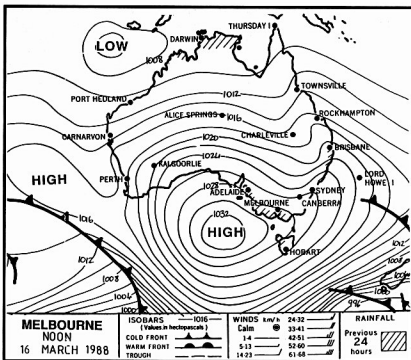 THURSDAY I
DARWIN
LOW
1008
TOWNSVILLE
PORT HEDLAND
1012
ALICE SPRINGS
1016
ROCKHAMPTON
CARNARVON
1020
CHARLEVILLE
BRISBANE
1024
KALGOORLIE
HIGH
PERTH
LORD
HOWE I
1028
ADELAIDE
SYDNEY
MELBOURNE
CANBERRA
1032
HIGH
1016
HOBART
1012
1012
1008
1004
1000
996
1000
MELBOURNE
NOON
16 MARCH 1988
ISOBARS 1016
(Values in hectopascals)
COLD FRONT
WARM FRONT
TROUGH
WINDS km/h
Calm
1-4
5-13
14-23
24-32
33-41
42-51
52-60
61-68
RAINFALL
Previous
24
hours